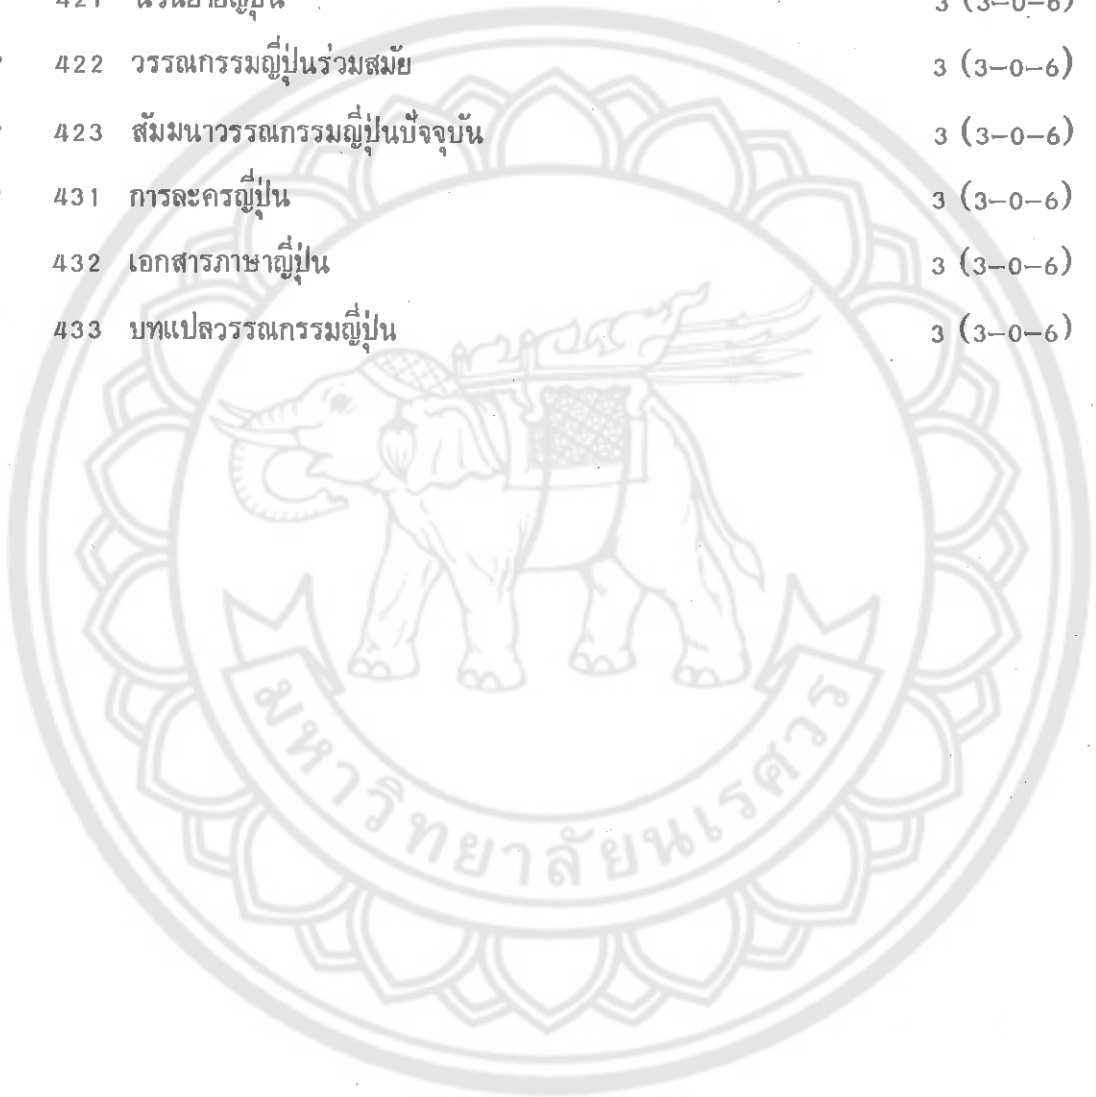 422 วรรณกรรมญี่ปุ่นร่วมสมัย 3 (3-0-6)
423 สัมมนาวรรณกรรมญี่ปุ่นปัจจุบัน 3 (3-0-6)
431 การละครญี่ปุ่น 3 (3-0-6)
432 เอกสารภาษาญี่ปุ่น 3 (3-0-6)
433 บทแปลวรรณกรรมญี่ปุ่น 3 (3-0-6)
มหาวิทยาลัยนเรศวร